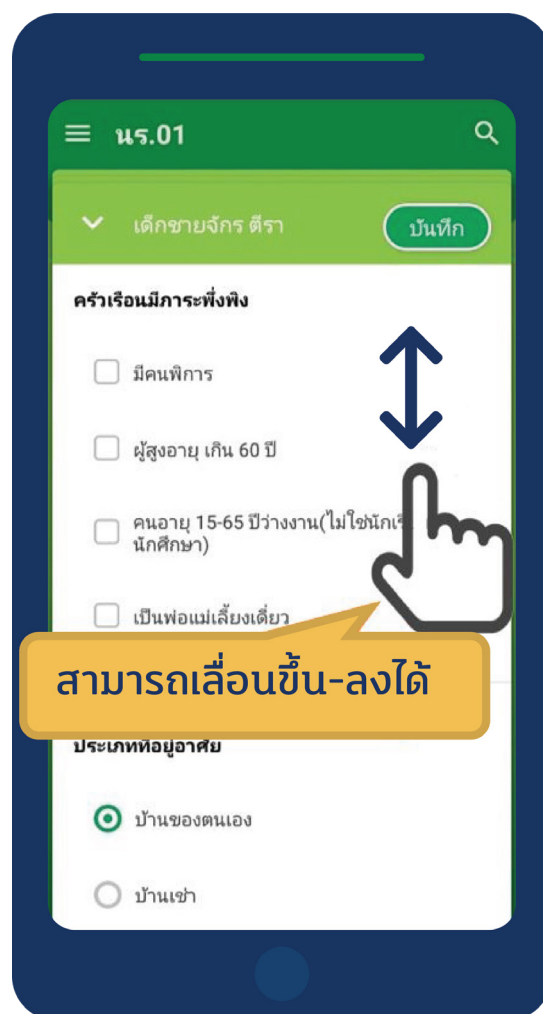 นร.01
เด็กชายจักร ตีรา
บันทึก
ครัวเรือนมีภาระพึ่งพิง
มีคนพิการ
ผู้สูงอายุ เกิน 60 ปี
คนอายุ 15-65 ปีว่างงาน(ไม่ใช่นักเรี
นักศึกษา)
เป็นพ่อแม่เลี้ยงเดี่ยว
สามารถเลื่อนขึ้น-ลงได้
ประเภทที่อยู่อาศัย
บ้านของตนเอง
บ้านเช่า